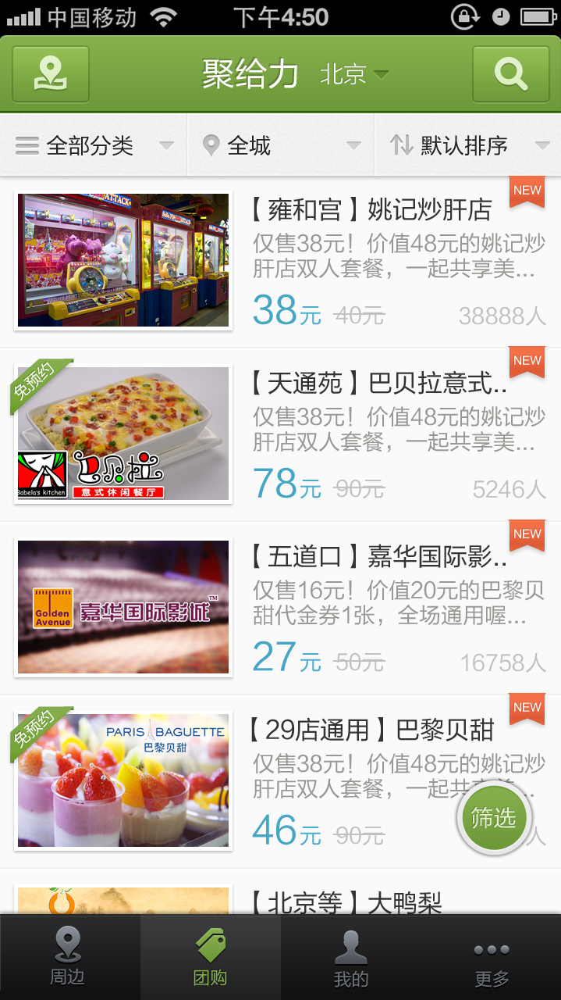 中国移动 下午4:50
聚给力 北京
全部分类 全城 默认排序
NEW
【雍和宫】姚记炒肝店
仅售38元！价值48元的姚记炒
肝店双人套餐，一起共享美...
38元 40元 38888人
ATTACK
NEW
免预约
【天通苑】巴贝拉意式..
仅售38元！价值48元的姚记炒
肝店双人套餐，一起共享美...
78元 90元 5246人
巴贝拉
意式休闲餐厅
Babela's kitchen
NEW
【五道口】嘉华国际影..
仅售16元！价值20元的巴黎贝
甜代金券1张，全场通用喔...
27元 50元 16758人
Golden
Avenue
嘉华国际影城™
NEW
免预约
【29店通用】巴黎贝甜
仅售38元！价值48元的姚记炒
肝店双人套餐，一起共享美...
46元 90元 人
PARIS BAGUETTE
巴黎贝甜
筛选
【北京等】大鸭梨
周边 团购 我的 更多